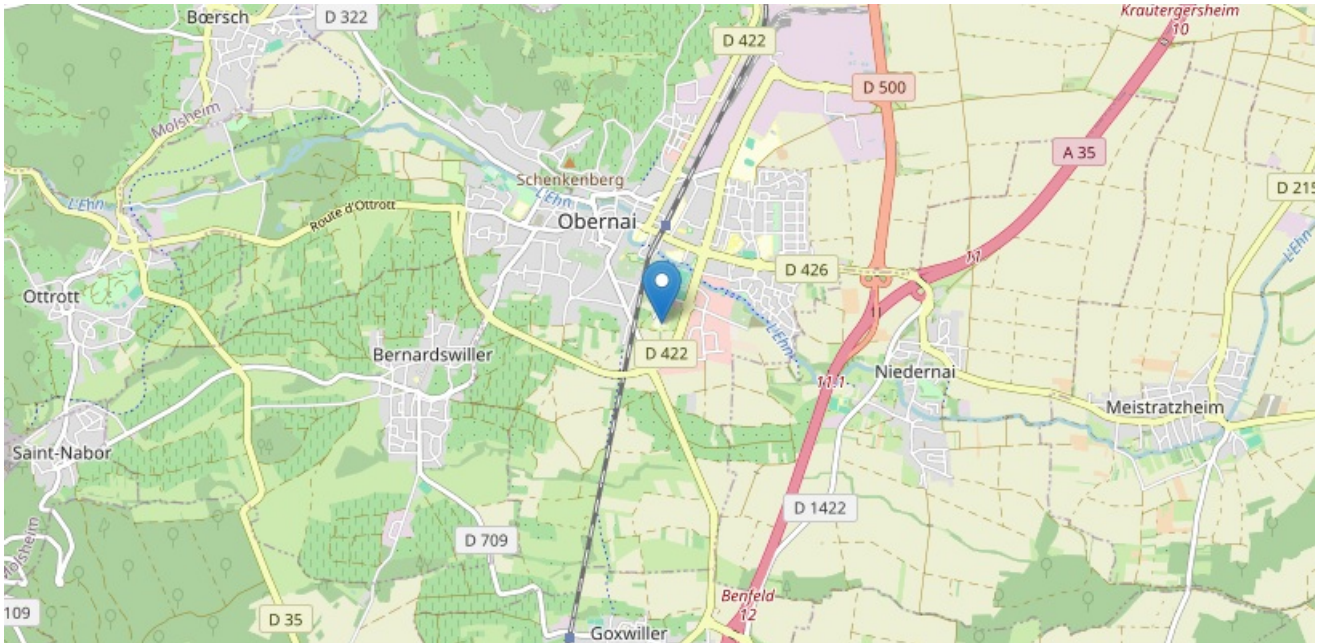 Bœrsch
D 322
D 422
Krautergersheim
10
D 500
A 35
Molsheim
Schenkenberg
L'Ehn
L'Ehn
Obernai
Route d'Ottrott
D 215
L'Ehn
11
D 426
Ottrott
11
L'Ehn
D 422
Bernardswiller
Niedernai
11.1
Meistratzheim
Saint-Nabor
D 1422
D 709
Molsheim
Benfeld
12
109
D 35
Goxwiller